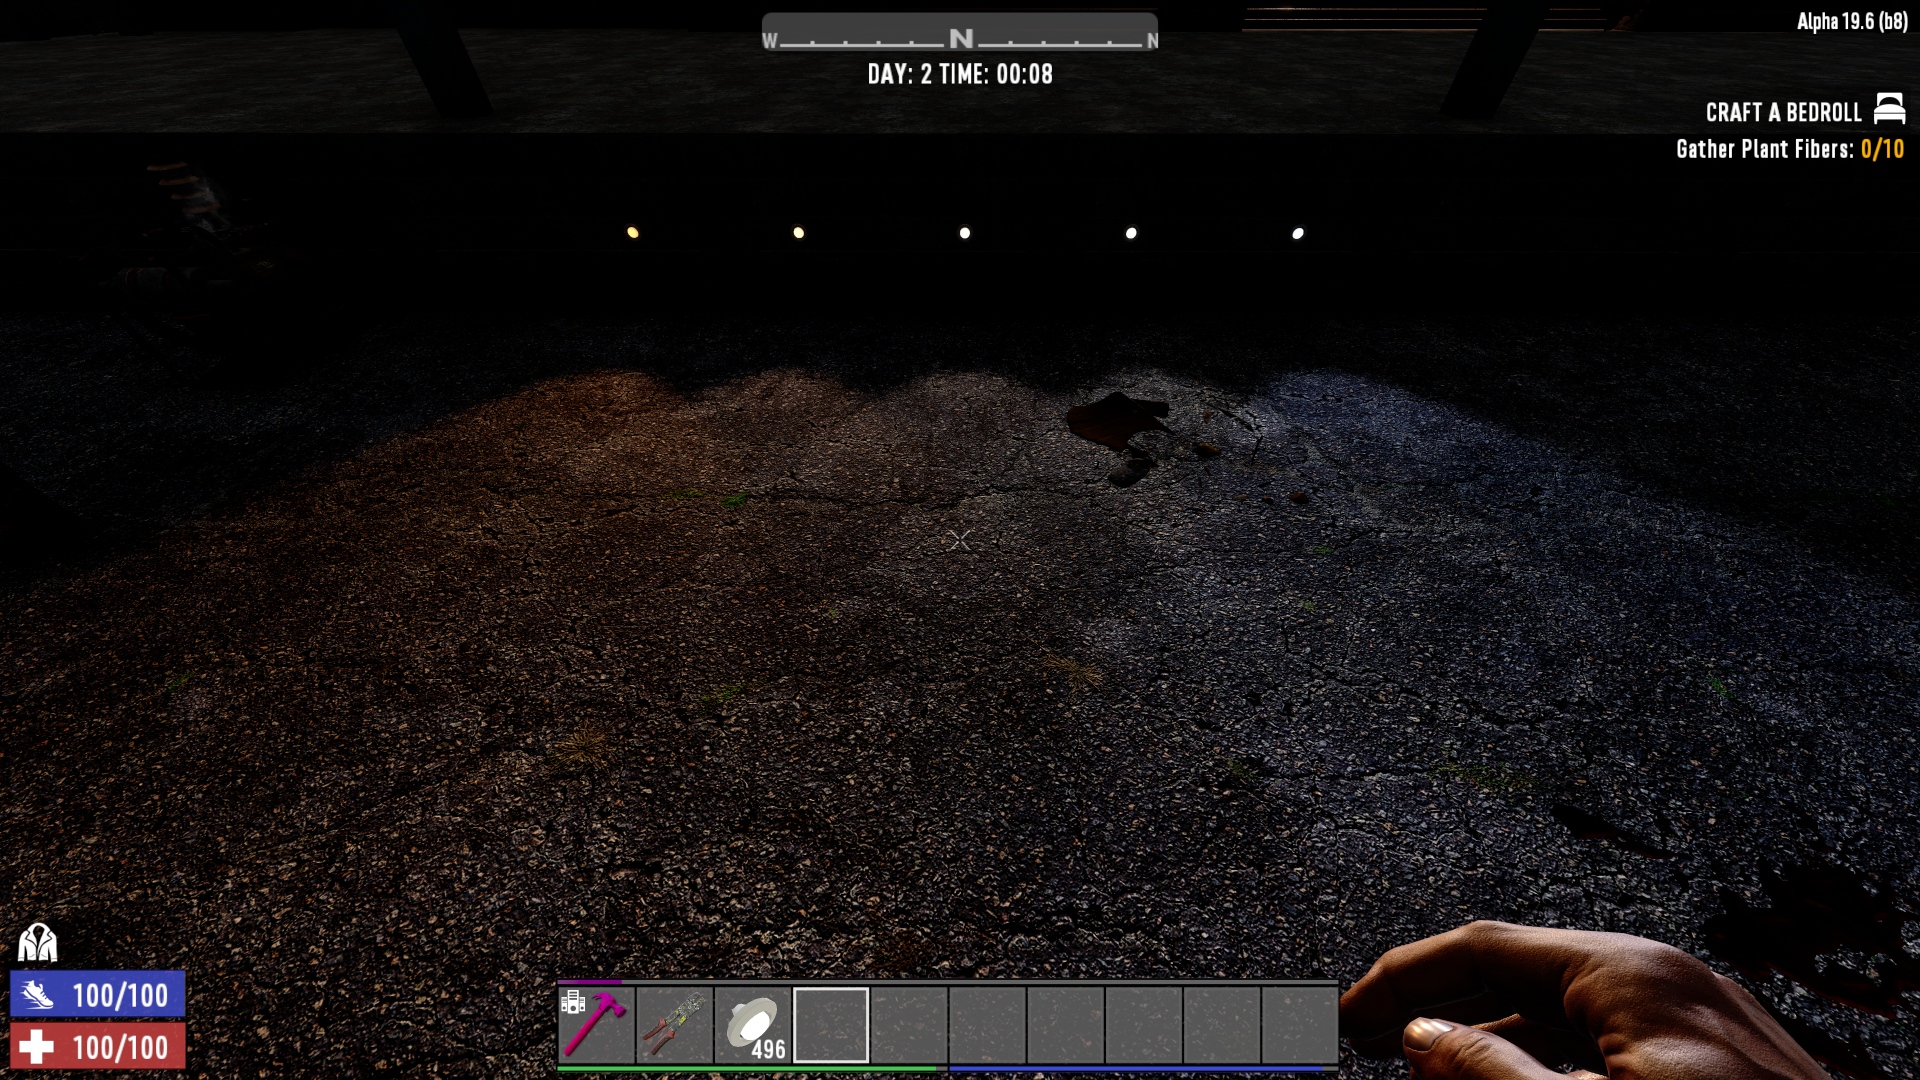 W N N
DAY: 2 TIME: 00:08
Alpha 19.6 (b8)
CRAFT A BEDROLL
Gather Plant Fibers: 0/10
100/100
100/100
496